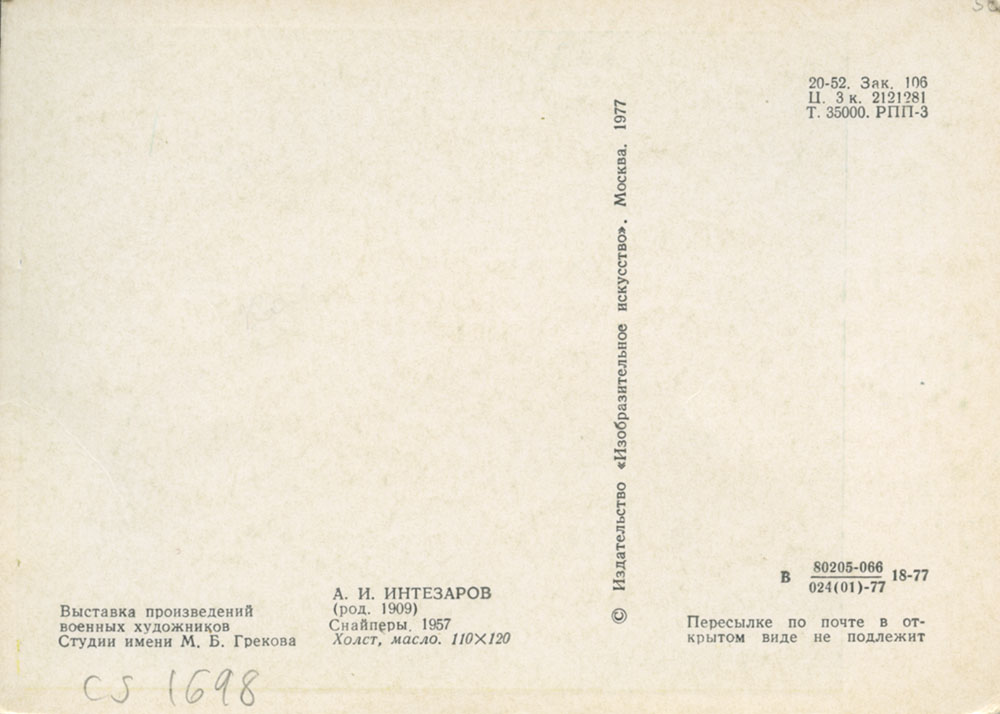 20-52. Зак. 106
Ц. 3 к. 2121281
Т. 35000. РПП-3
© Издательство «Изобразительное искусство». Москва. 1977
В 80205-066 18-77
024(01)-77
Пересылке по почте в от-
крытом виде не подлежит
А. И. ИНТЕЗАРОВ
(род. 1909)
Снайперы, 1957
Холст, масло. 110×120
Выставка произведений
военных художников
Студии имени М. Б. Грекова
CS 1698